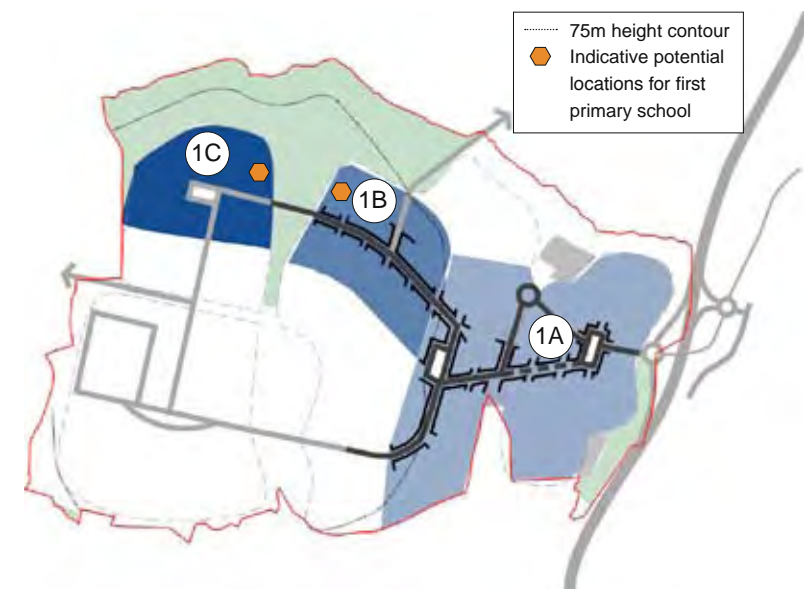 75m height contour
Indicative potential
locations for first
primary school
1C
1B
1A